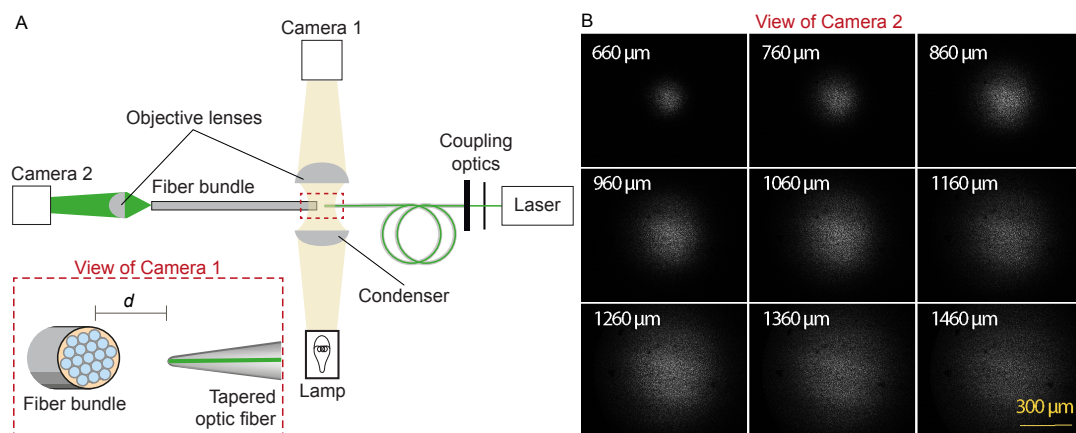 A
Camera 1
Objective lenses
Coupling
optics
Camera 2
Fiber bundle
Laser
Condenser
View of Camera 1
d
Fiber bundle
Tapered
optic fiber
Lamp
B
View of Camera 2
660 µm
760 µm
860 µm
960 µm
1060 µm
1160 µm
1260 µm
1360 µm
1460 µm
300 µm